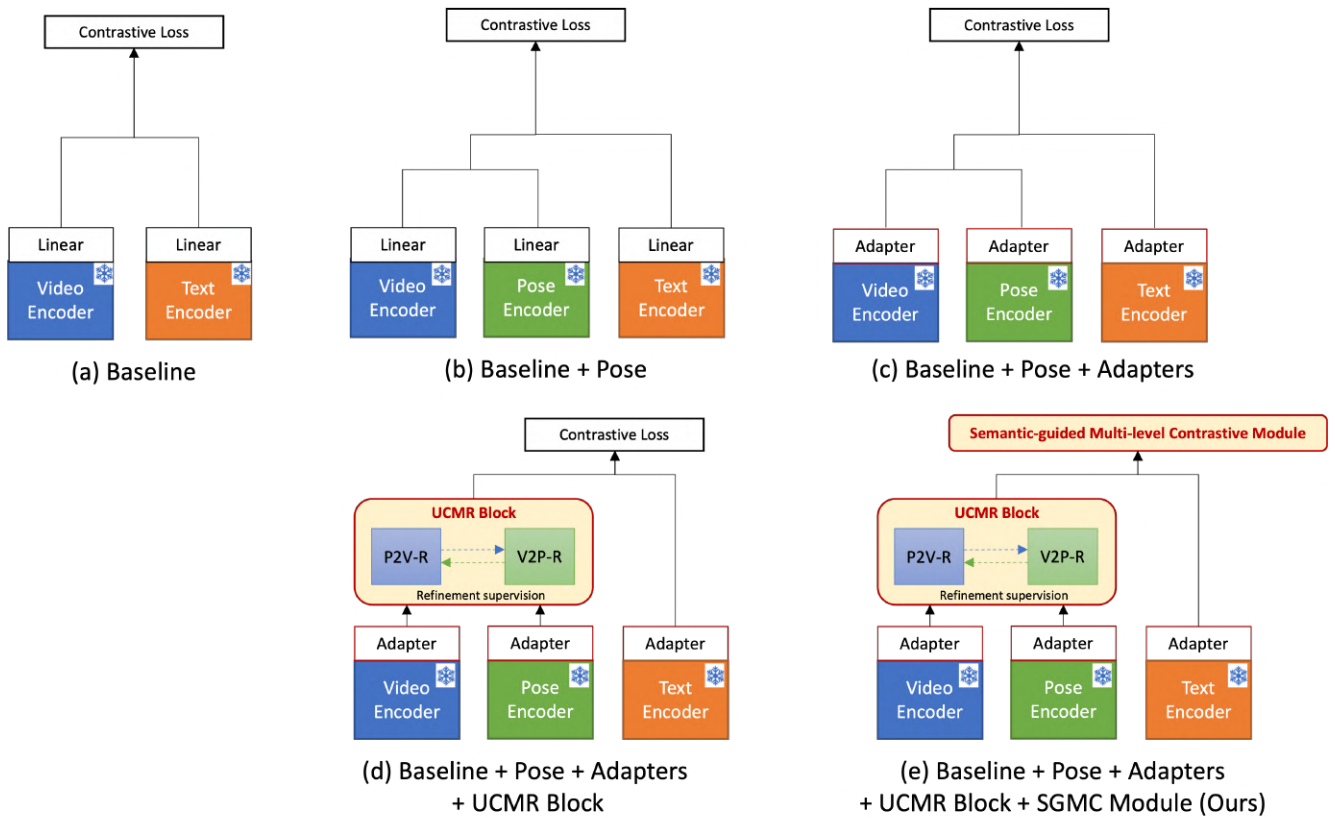 Contrastive Loss
Linear
Linear
Video
Encoder
Text
Encoder
(a) Baseline
Contrastive Loss
Linear
Linear
Linear
Video
Encoder
Pose
Encoder
Text
Encoder
(b) Baseline + Pose
Contrastive Loss
Adapter
Adapter
Adapter
Video
Encoder
Pose
Encoder
Text
Encoder
(c) Baseline + Pose + Adapters
Contrastive Loss
UCMR Block
P2V-R
V2P-R
Refinement supervision
Adapter
Adapter
Adapter
Video
Encoder
Pose
Encoder
Text
Encoder
(d) Baseline + Pose + Adapters
+ UCMR Block
Semantic-guided Multi-level Contrastive Module
UCMR Block
P2V-R
V2P-R
Refinement supervision
Adapter
Adapter
Adapter
Video
Encoder
Pose
Encoder
Text
Encoder
(e) Baseline + Pose + Adapters
+ UCMR Block + SGMC Module (Ours)